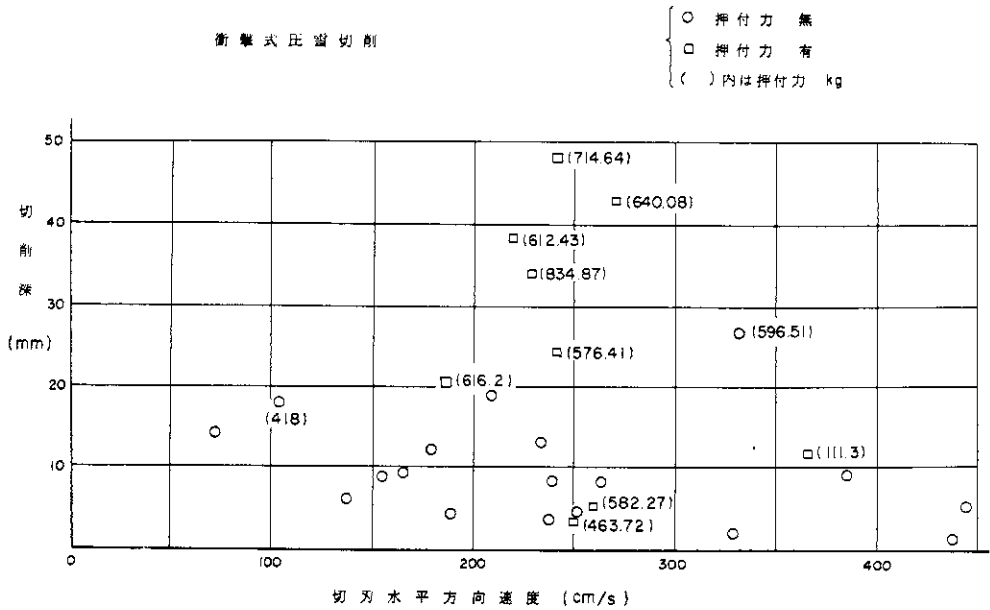 衝撃式圧雪切削
○ 押付力 無
□ 押付力 有
( )内は押付力 kg
50
(714.64)
(640.08)
切削深
(mm)
40
(612.43)
(834.87)
30
(596.51)
(576.41)
20
(616.2)
(418)
(111.3)
10
(582.27)
(463.72)
0 100 200 300 400
切刃水平方向速度 (cm/s)